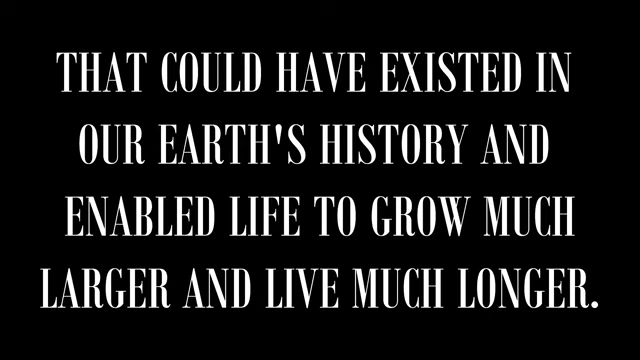 THAT COULD HAVE EXISTED IN
OUR EARTH'S HISTORY AND
ENABLED LIFE TO GROW MUCH
LARGER AND LIVE MUCH LONGER.